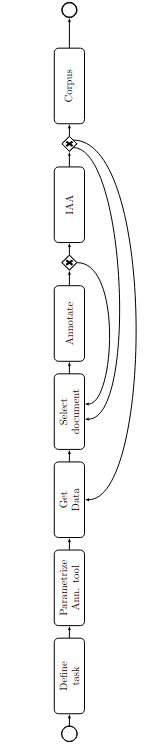 Define
task
Parametrize
Ann. tool
Get
Data
Select
document
Annotate
IAA
Corpus